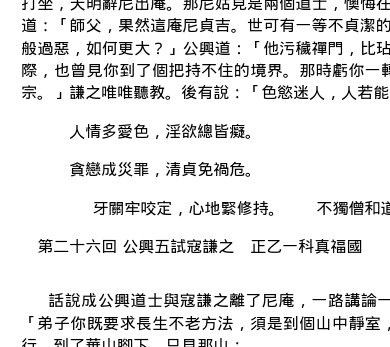 打坐，天明辭尼出庵。那尼姑見是兩個道士，懊悔在
道：「師父，果然這庵尼貞吉。世可有一等不貞潔的
般過惡，如何更大？」公興道：「他污穢禪門，比玷
際，也曾見你到了個把持不住的境界。那時虧你一轉
宗。」謙之唯唯聽教。後有說：「色慾迷人，人若能
人情多愛色，淫欲總皆癡。
貪戀成災罪，清貞免禍危。
牙關牢咬定，心地緊修持。　　不獨僧和道
第二十六回 公興五試寇謙之　正乙一科真福國
話說成公興道士與寇謙之離了尼庵，一路講論一
「弟子你既要求長生不老方法，須是到個山中靜室，
行，到了華山腳下，只見那山：